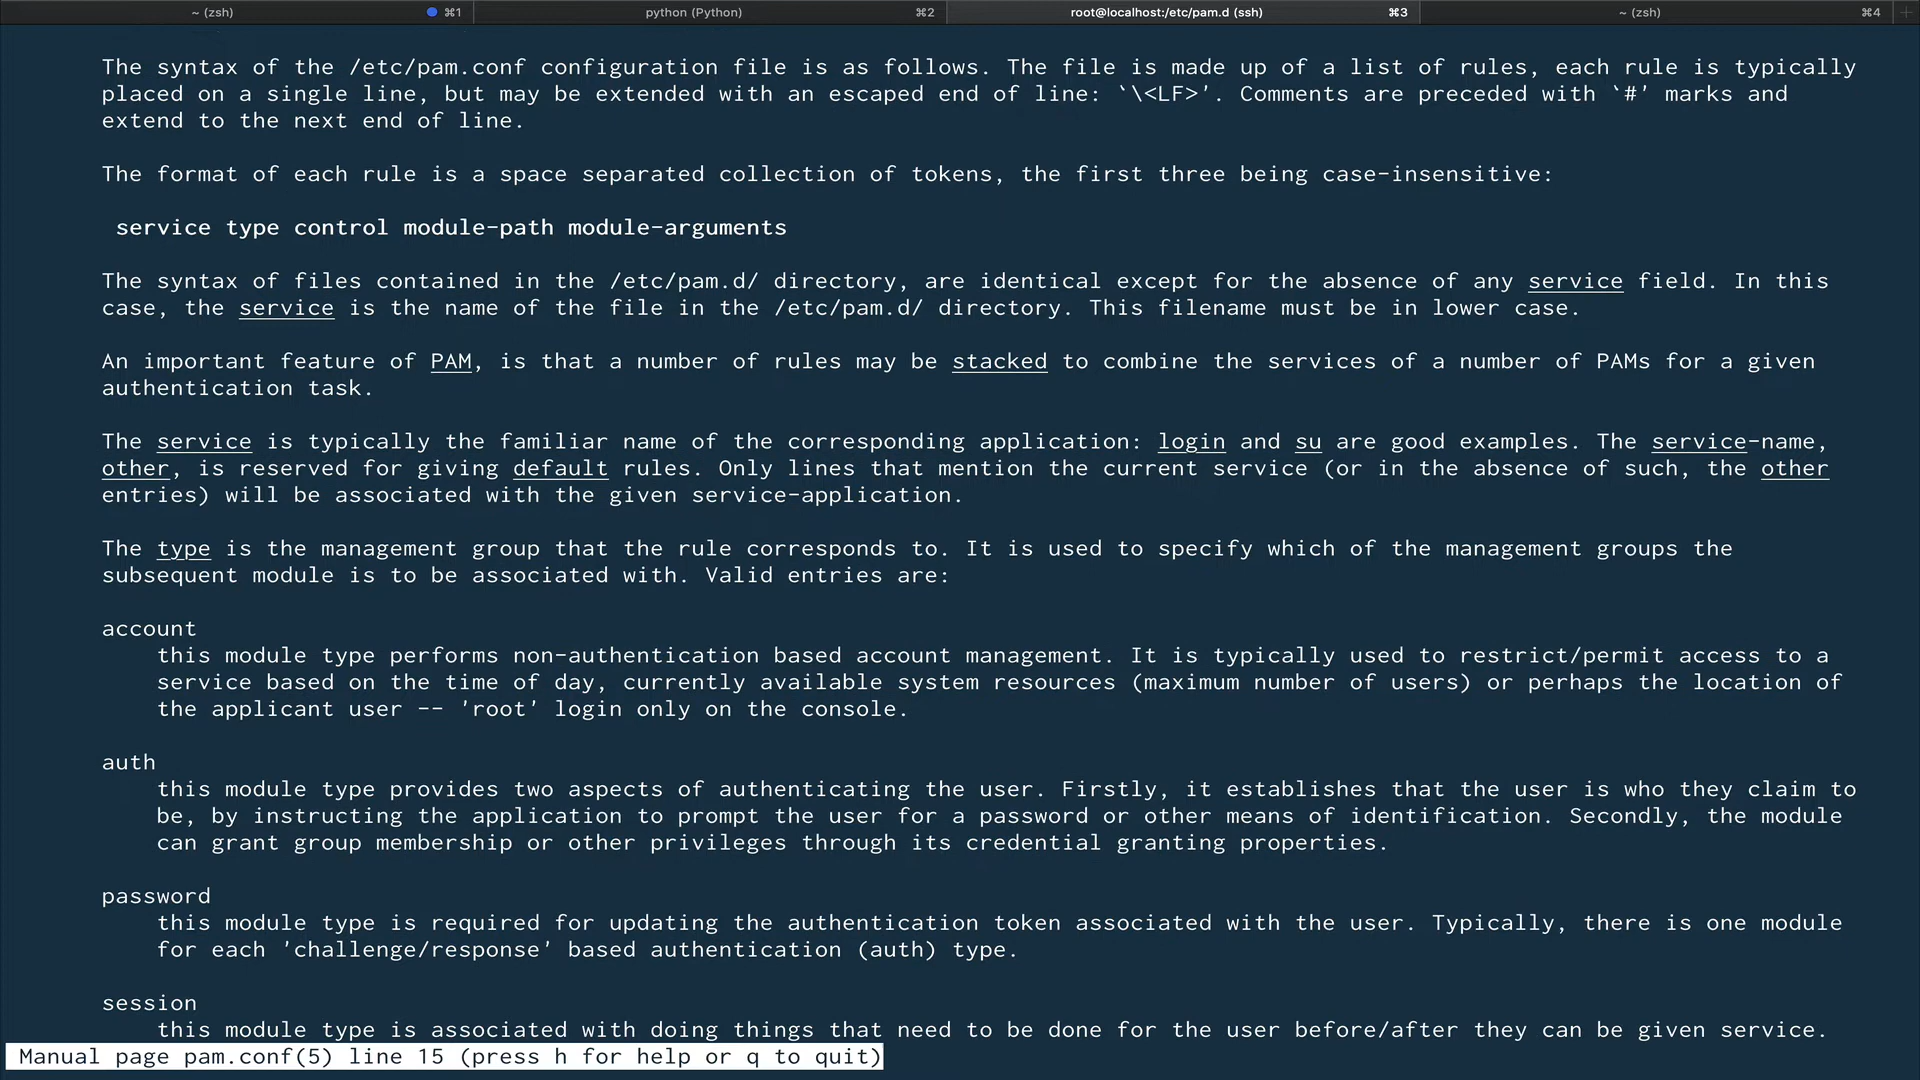 ~ (zsh) ⌘1 python (Python) ⌘2 root@localhost:/etc/pam.d (ssh) ⌘3 ~ (zsh) ⌘4 +
The syntax of the /etc/pam.conf configuration file is as follows. The file is made up of a list of rules, each rule is typically
placed on a single line, but may be extended with an escaped end of line: `\<LF>'. Comments are preceded with `#' marks and
extend to the next end of line.
The format of each rule is a space separated collection of tokens, the first three being case-insensitive:
service type control module-path module-arguments
The syntax of files contained in the /etc/pam.d/ directory, are identical except for the absence of any service field. In this
case, the service is the name of the file in the /etc/pam.d/ directory. This filename must be in lower case.
An important feature of PAM, is that a number of rules may be stacked to combine the services of a number of PAMs for a given
authentication task.
The service is typically the familiar name of the corresponding application: login and su are good examples. The service-name,
other, is reserved for giving default rules. Only lines that mention the current service (or in the absence of such, the other
entries) will be associated with the given service-application.
The type is the management group that the rule corresponds to. It is used to specify which of the management groups the
subsequent module is to be associated with. Valid entries are:
account
this module type performs non-authentication based account management. It is typically used to restrict/permit access to a
service based on the time of day, currently available system resources (maximum number of users) or perhaps the location of
the applicant user -- 'root' login only on the console.
auth
this module type provides two aspects of authenticating the user. Firstly, it establishes that the user is who they claim to
be, by instructing the application to prompt the user for a password or other means of identification. Secondly, the module
can grant group membership or other privileges through its credential granting properties.
password
this module type is required for updating the authentication token associated with the user. Typically, there is one module
for each 'challenge/response' based authentication (auth) type.
session
this module type is associated with doing things that need to be done for the user before/after they can be given service.
Manual page pam.conf(5) line 15 (press h for help or q to quit)